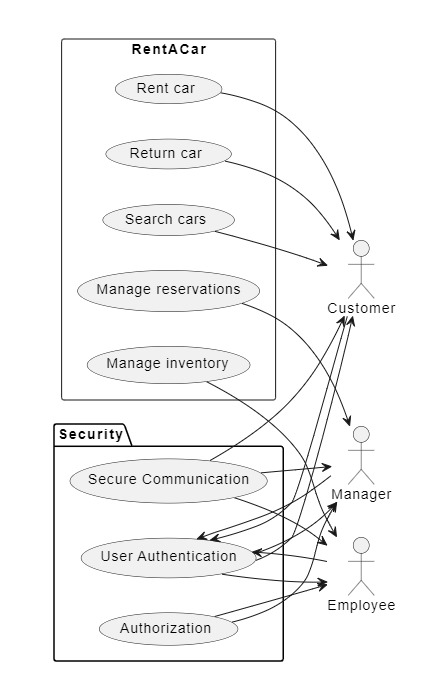 RentACar
Rent car
Return car
Search cars
Manage reservations
Manage inventory
Customer
Security
Secure Communication
User Authentication
Authorization
Manager
Employee